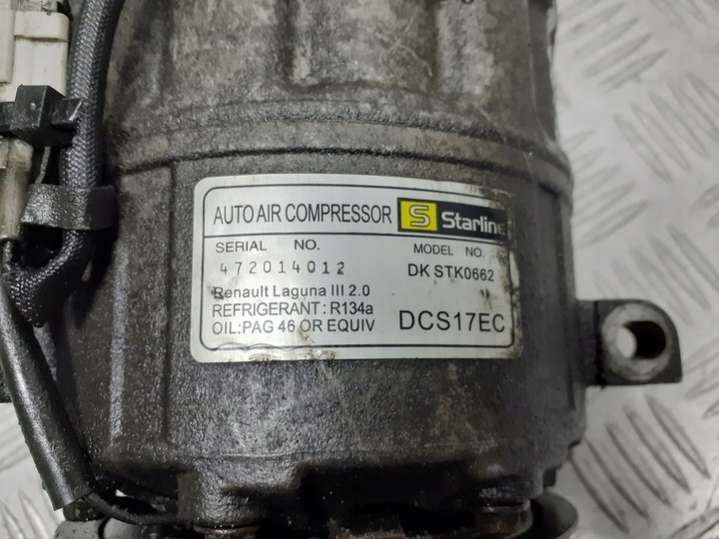 AUTO AIR COMPRESSOR S Starline
SERIAL NO. MODEL NO.
472014012 DK STK0662
Renault Laguna III 2.0
REFRIGERANT: R134a
OIL:PAG 46 OR EQUIV DCS17EC